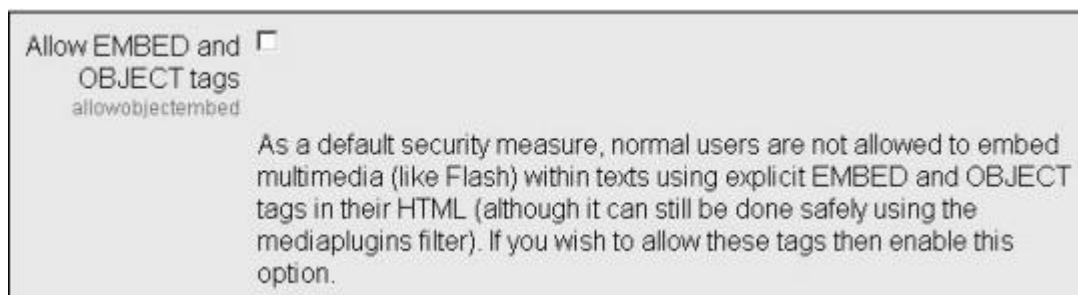 Allow EMBED and
OBJECT tags
allowobjectembed
As a default security measure, normal users are not allowed to embed
multimedia (like Flash) within texts using explicit EMBED and OBJECT
tags in their HTML (although it can still be done safely using the
mediaplugins filter). If you wish to allow these tags then enable this
option.